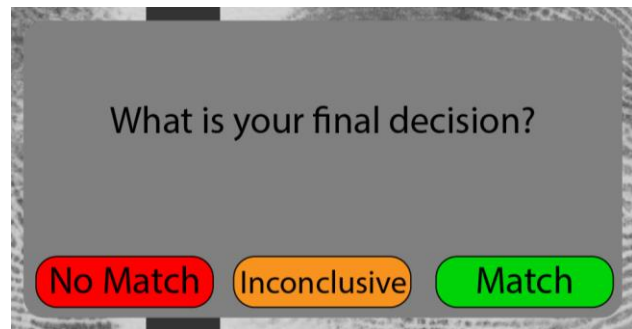 What is your final decision?
No Match Inconclusive Match